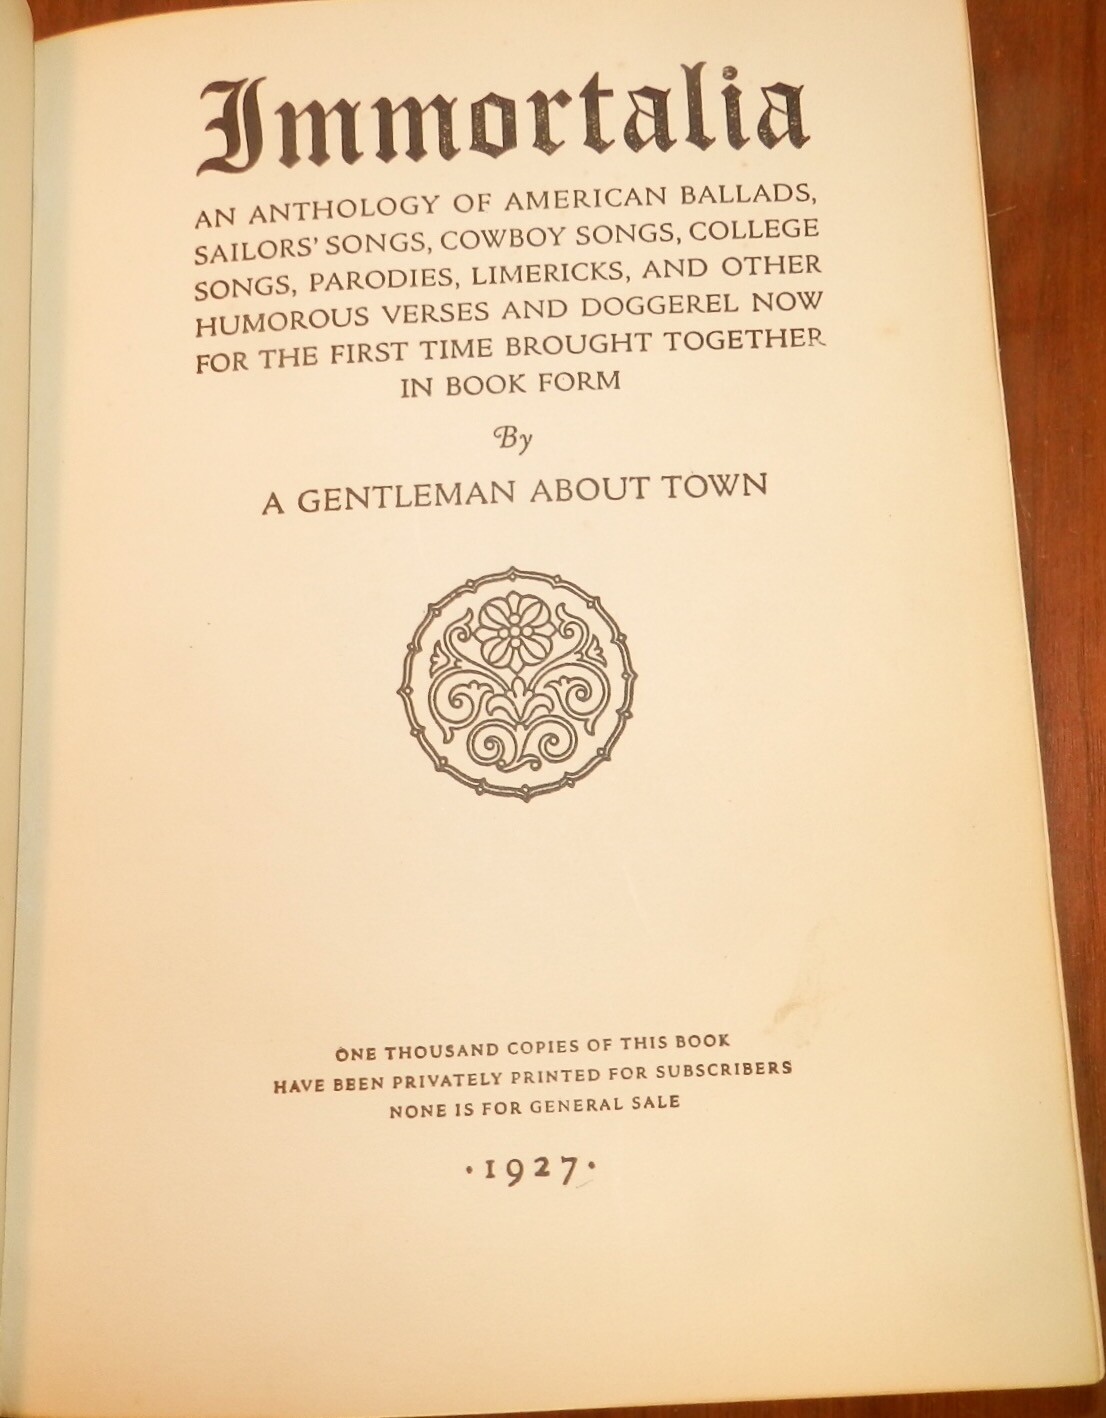 Immortalia
AN ANTHOLOGY OF AMERICAN BALLADS,
SAILORS' SONGS, COWBOY SONGS, COLLEGE
SONGS, PARODIES, LIMERICKS, AND OTHER
HUMOROUS VERSES AND DOGGEREL NOW
FOR THE FIRST TIME BROUGHT TOGETHER
IN BOOK FORM
By
A GENTLEMAN ABOUT TOWN
ONE THOUSAND COPIES OF THIS BOOK
HAVE BEEN PRIVATELY PRINTED FOR SUBSCRIBERS
NONE IS FOR GENERAL SALE
·1927·